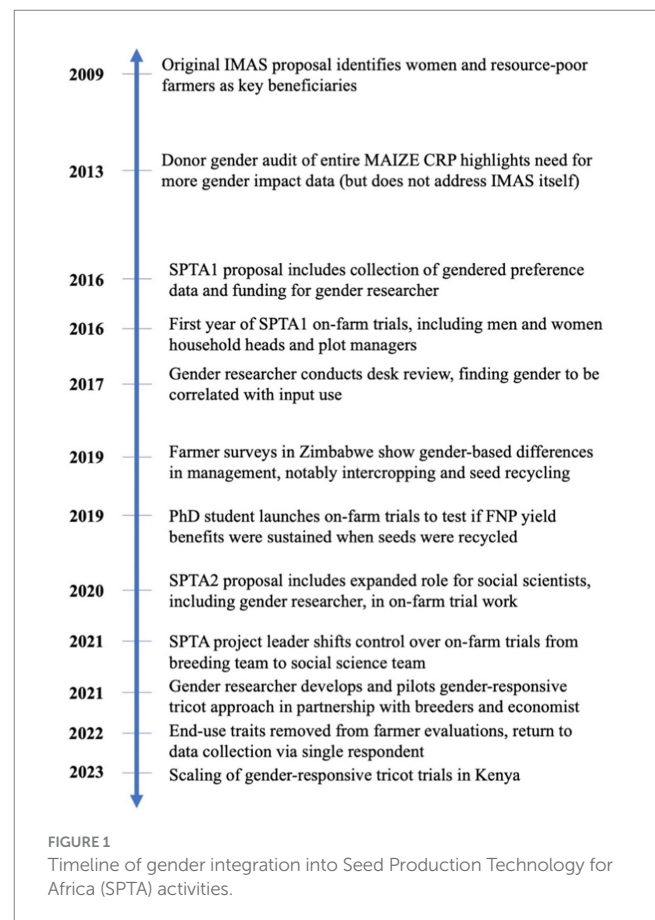 2009
Original IMAS proposal identifies women and resource-poor
farmers as key beneficiaries
2013
Donor gender audit of entire MAIZE CRP highlights need for
more gender impact data (but does not address IMAS itself)
2016
SPTA1 proposal includes collection of gendered preference
data and funding for gender researcher
2016
First year of SPTA1 on-farm trials, including men and women
household heads and plot managers
2017
Gender researcher conducts desk review, finding gender to be
correlated with input use
2019
Farmer surveys in Zimbabwe show gender-based differences
in management, notably intercropping and seed recycling
2019
PhD student launches on-farm trials to test if FNP yield
benefits were sustained when seeds were recycled
2020
SPTA2 proposal includes expanded role for social scientists,
including gender researcher, in on-farm trial work
2021
SPTA project leader shifts control over on-farm trials from
breeding team to social science team
2021
Gender researcher develops and pilots gender-responsive
tricot approach in partnership with breeders and economist
2022
End-use traits removed from farmer evaluations, return to
data collection via single respondent
2023
Scaling of gender-responsive tricot trials in Kenya
FIGURE 1
Timeline of gender integration into Seed Production Technology for
Africa (SPTA) activities.